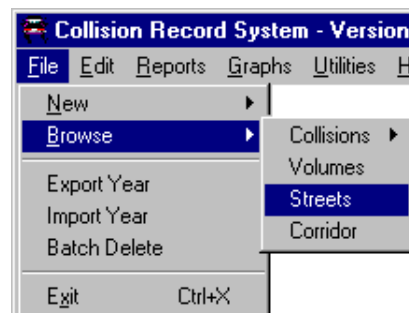 Collision Record System - Version
File Edit Reports Graphs Utilities H
New
Browse
Export Year
Import Year
Batch Delete
Exit Ctrl+X
Collisions
Volumes
Streets
Corridor